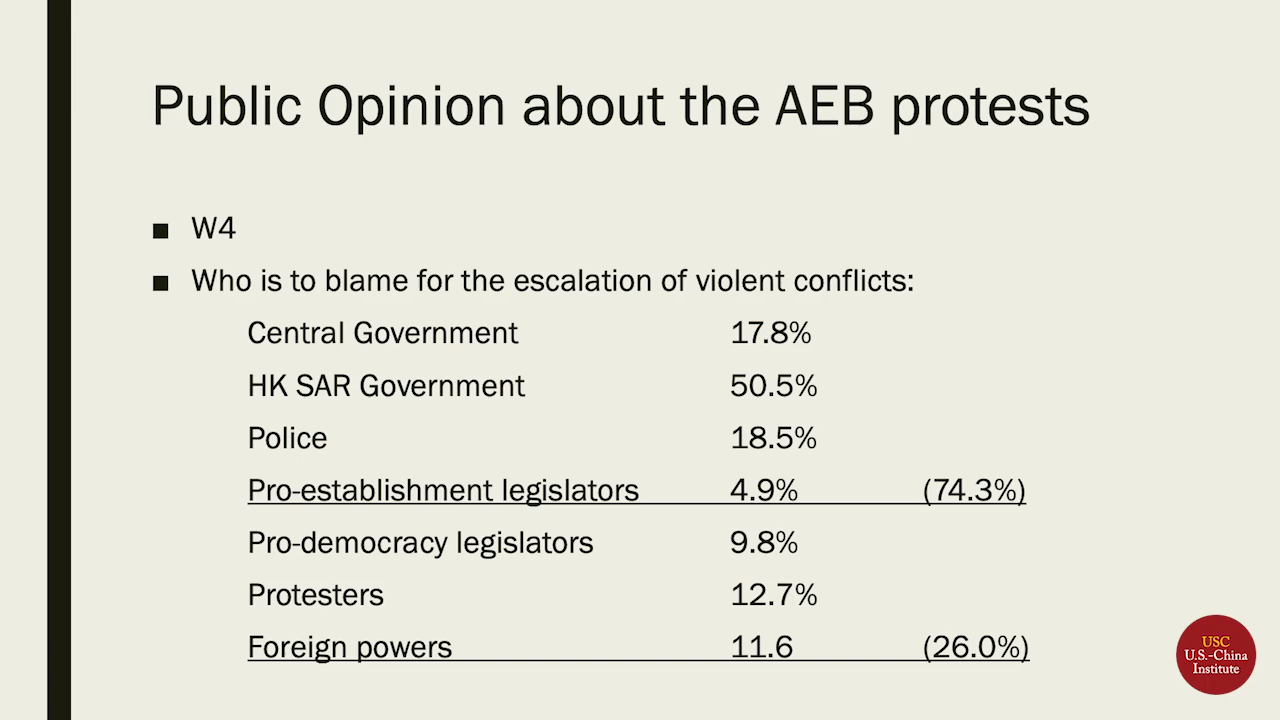 Public Opinion about the AEB protests
■ W4
■ Who is to blame for the escalation of violent conflicts:
Central Government 17.8%
HK SAR Government 50.5%
Police 18.5%
Pro-establishment legislators 4.9% (74.3%)
Pro-democracy legislators 9.8%
Protesters 12.7%
Foreign powers 11.6 (26.0%)
USC
U.S.-China
Institute